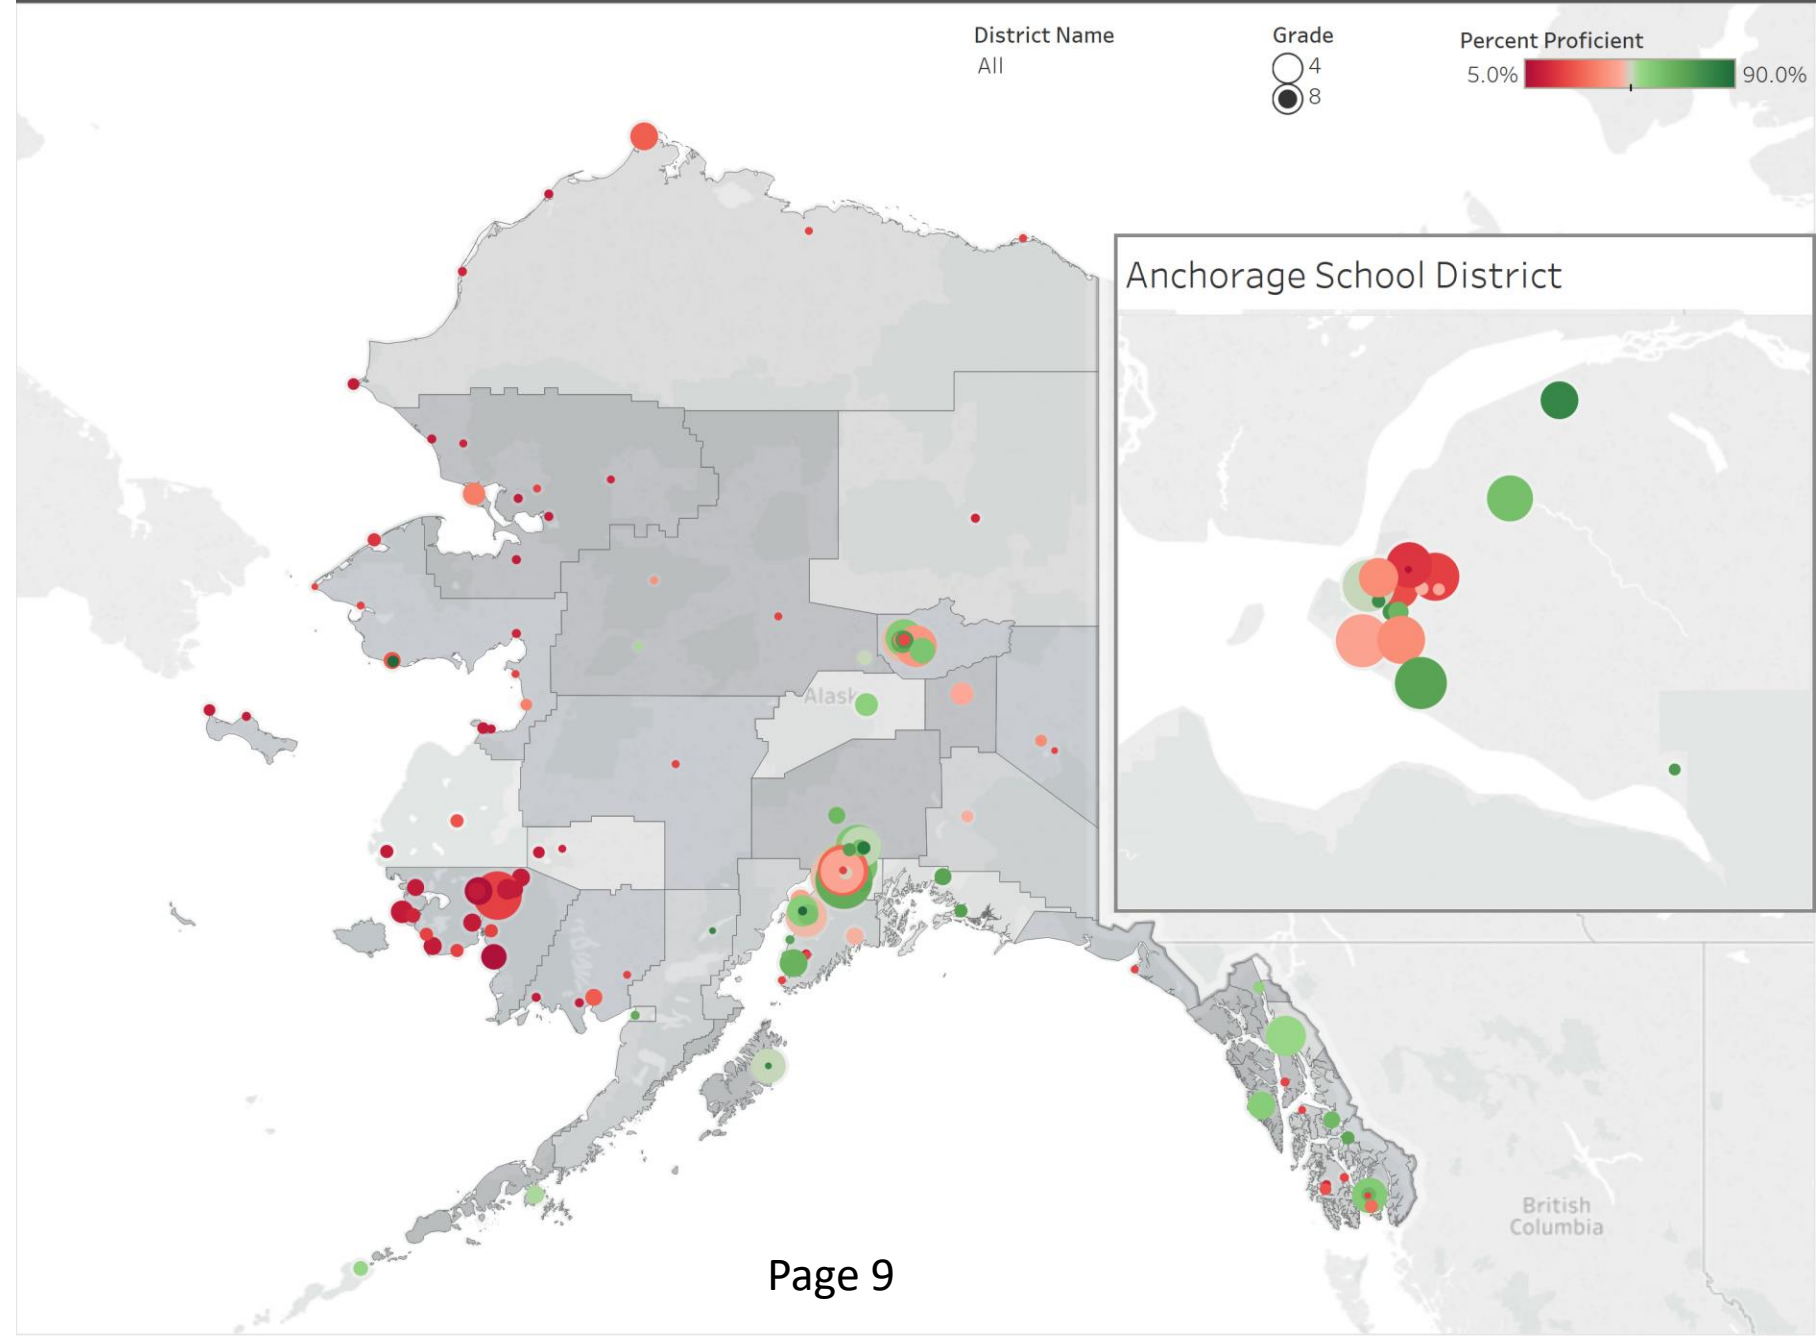 District Name
All
Grade
4
8
Percent Proficient
5.0%
90.0%
Anchorage School District
Alask
British
Columbia
Page 9